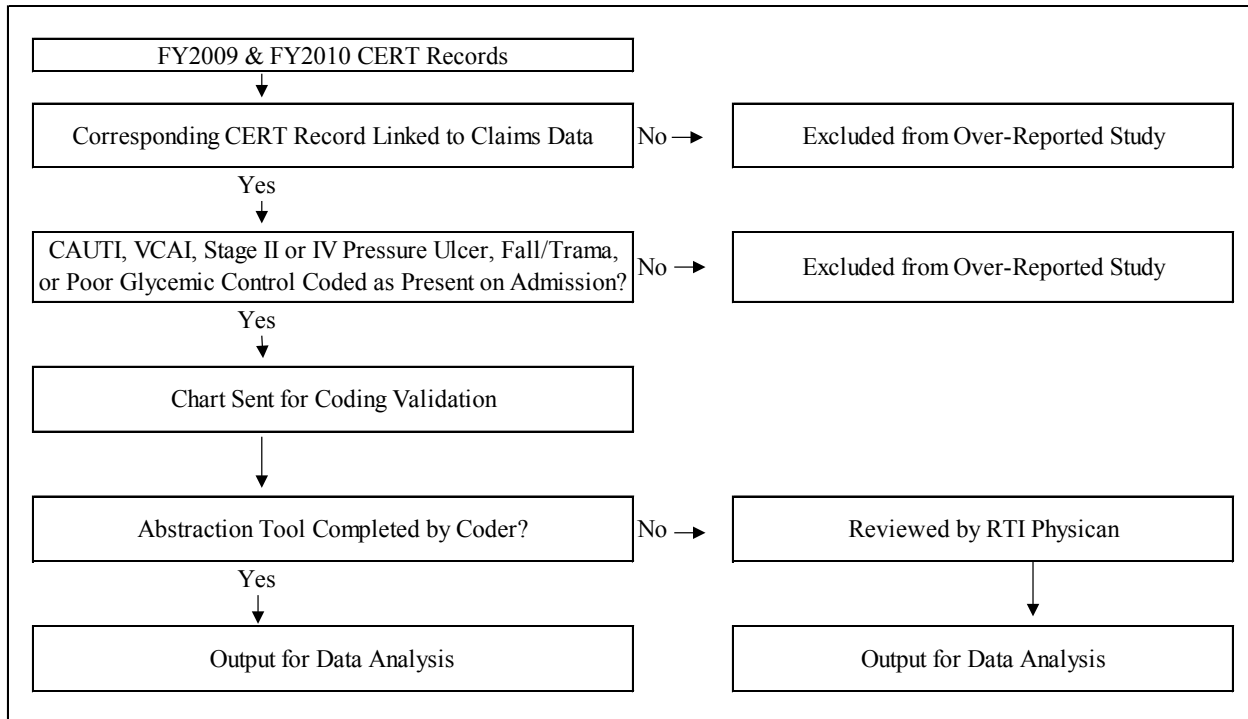 FY2009 & FY2010 CERT Records
Corresponding CERT Record Linked to Claims Data
No
Excluded from Over-Reported Study
Yes
CAUTI, VCAI, Stage II or IV Pressure Ulcer, Fall/Trama,
or Poor Glycemic Control Coded as Present on Admission?
No
Excluded from Over-Reported Study
Yes
Chart Sent for Coding Validation
Abstraction Tool Completed by Coder?
No
Reviewed by RTI Physican
Yes
Output for Data Analysis
Output for Data Analysis